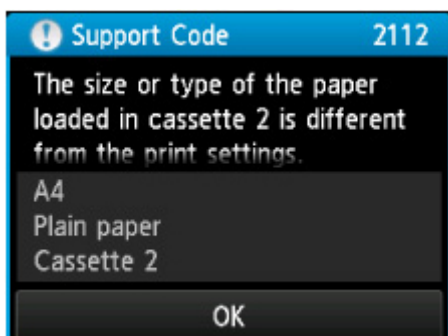 Support Code 2112
The size or type of the paper
loaded in cassette 2 is different
from the print settings.
A4
Plain paper
Cassette 2
OK